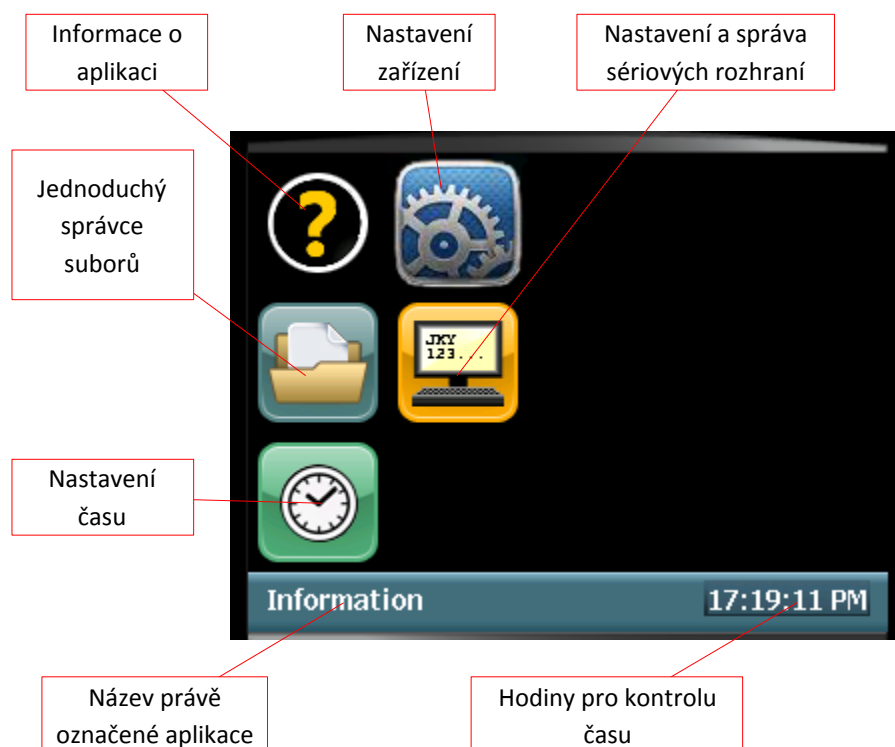 Informace o
aplikaci
Nastavení
zařízení
Nastavení a správa
sériových rozhraní
Jednoduchý
správce
suborů
JKY
123...
Nastavení
času
Information
17:19:11 PM
Název právě
označené aplikace
Hodiny pro kontrolu
času